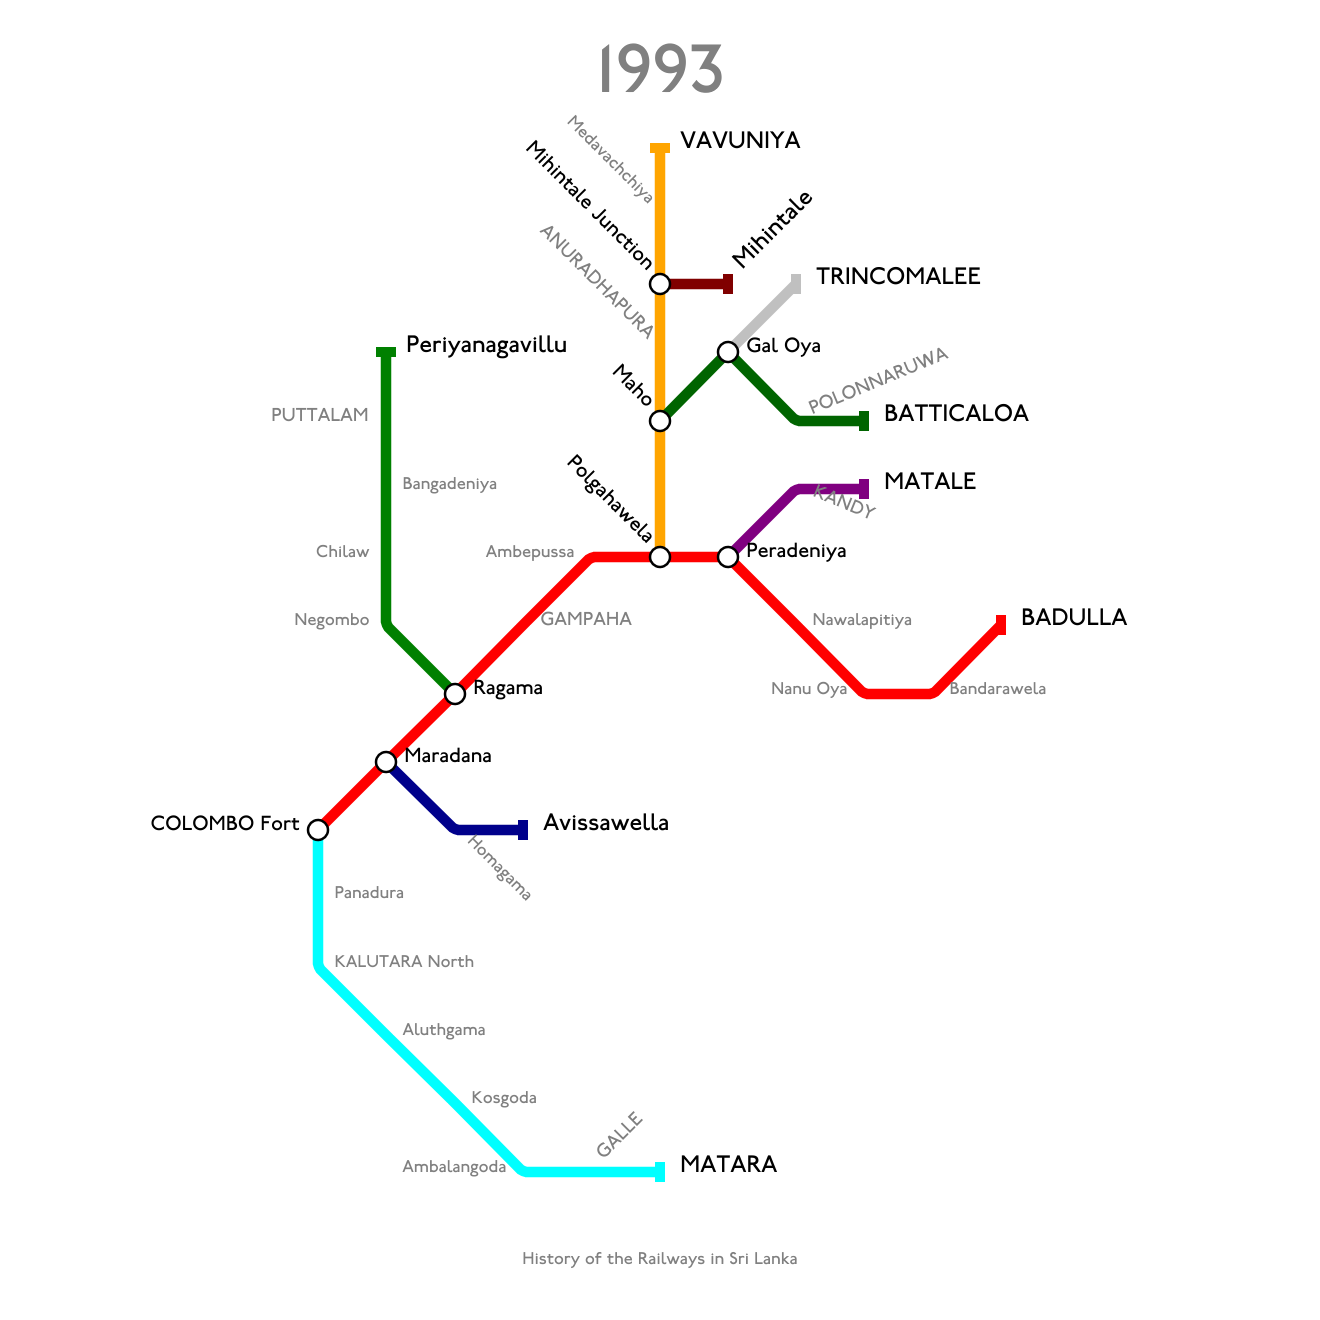 1993
Medavachchiya
VAVUNIYA
Mihintale Junction
Mihintale
ANURADHAPURA
TRINCOMALEE
Periyanagavillu
Gal Oya
Maho
POLONNARUWA
PUTTALAM
BATTICALOA
Polgahawela
Bangadeniya
MATALE
KANDY
Chilaw
Ambepussa
Peradeniya
Negombo
GAMPAHA
Nawalapitiya
BADULLA
Ragama
Nanu Oya
Bandarawela
Maradana
COLOMBO Fort
Avissawella
Homagama
Panadura
KALUTARA North
Aluthgama
Kosgoda
GALLE
Ambalangoda
MATARA
History of the Railways in Sri Lanka